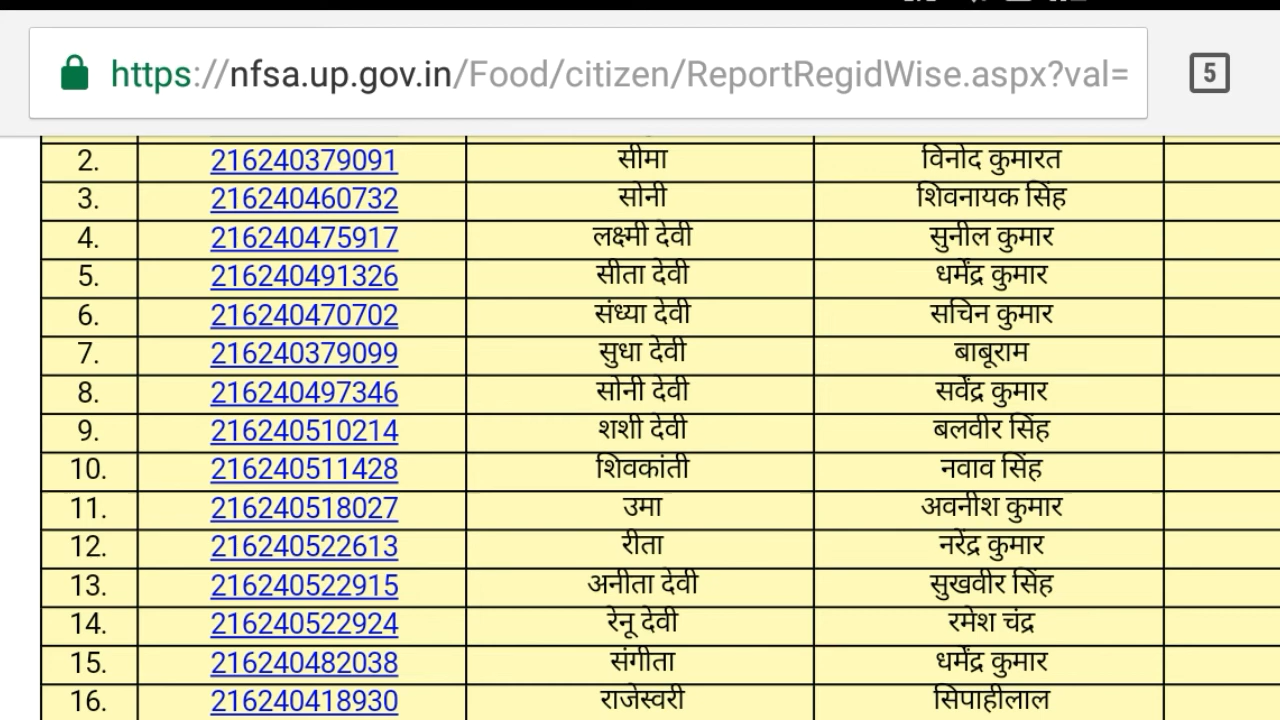 https://nfsa.up.gov.in/Food/citizen/ReportRegidWise.aspx?val= 5
2. 216240379091 सीमा विनोद कुमारत
3. 216240460732 सोनी शिवनायक सिंह
4. 216240475917 लक्ष्मी देवी सुनील कुमार
5. 216240491326 सीता देवी धर्मेंद्र कुमार
6. 216240470702 संध्या देवी सचिन कुमार
7. 216240379099 सुधा देवी बाबूराम
8. 216240497346 सोनी देवी सर्वेंद्र कुमार
9. 216240510214 शशी देवी बलवीर सिंह
10. 216240511428 शिवकांती नवाव सिंह
11. 216240518027 उमा अवनीश कुमार
12. 216240522613 रीता नरेंद्र कुमार
13. 216240522915 अनीता देवी सुखवीर सिंह
14. 216240522924 रेनू देवी रमेश चंद्र
15. 216240482038 संगीता धर्मेंद्र कुमार
16. 216240418930 राजेस्वरी सिपाहीलाल